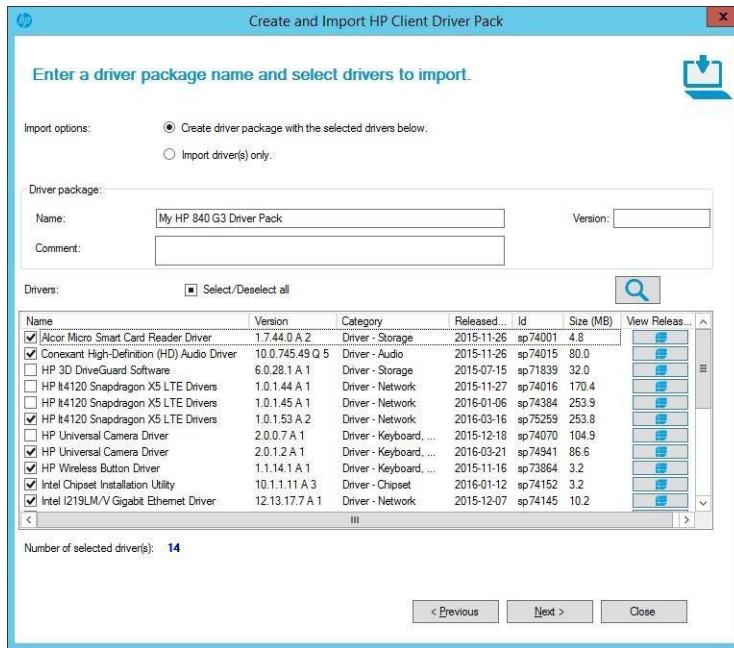 hp
Create and Import HP Client Driver Pack
x
Enter a driver package name and select drivers to import.
Import options:
Create driver package with the selected drivers below.
Import driver(s) only.
Driver package:
Name: My HP 840 G3 Driver Pack Version:
Comment:
Drivers: Select/Deselect all
Name Version Category Released... Id Size (MB) View Releas...
Alcor Micro Smart Card Reader Driver 1.7.44.0 A 2 Driver - Storage 2015-11-26 sp74001 4.8
Conexant High-Definition (HD) Audio Driver 10.0.745.49 Q 5 Driver - Audio 2015-11-26 sp74015 80.0
HP 3D DriveGuard Software 6.0.28.1 A 1 Driver - Storage 2015-07-15 sp71839 32.0
HP lt4120 Snapdragon X5 LTE Drivers 1.0.1.44 A 1 Driver - Network 2015-11-27 sp74016 170.4
HP lt4120 Snapdragon X5 LTE Drivers 1.0.1.45 A 1 Driver - Network 2016-01-06 sp74384 253.9
HP lt4120 Snapdragon X5 LTE Drivers 1.0.1.53 A 2 Driver - Network 2016-03-16 sp75259 253.8
HP Universal Camera Driver 2.0.0.7 A 1 Driver - Keyboard, ... 2015-12-18 sp74070 104.9
HP Universal Camera Driver 2.0.1.2 A 1 Driver - Keyboard, ... 2016-03-21 sp74941 86.6
HP Wireless Button Driver 1.1.14.1 A 1 Driver - Keyboard, ... 2015-11-16 sp73864 3.2
Intel Chipset Installation Utility 10.1.1.11 A 3 Driver - Chipset 2016-01-12 sp74152 3.2
Intel I219LM/V Gigabit Ethernet Driver 12.13.17.7 A 1 Driver - Network 2015-12-07 sp74145 10.2
Number of selected driver(s): 14
< Previous Next > Close